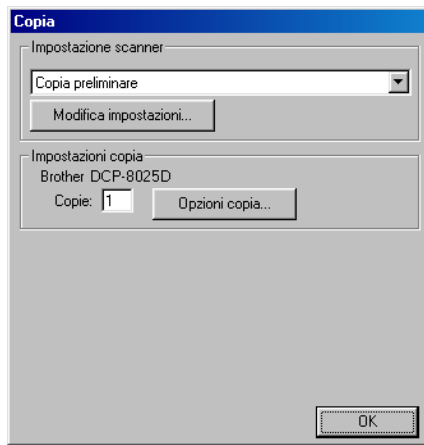 Copia
Impostazione scanner
Copia preliminare
Modifica impostazioni...
Impostazioni copia
Brother DCP-8025D
Copie: 1 Opzioni copia...
OK